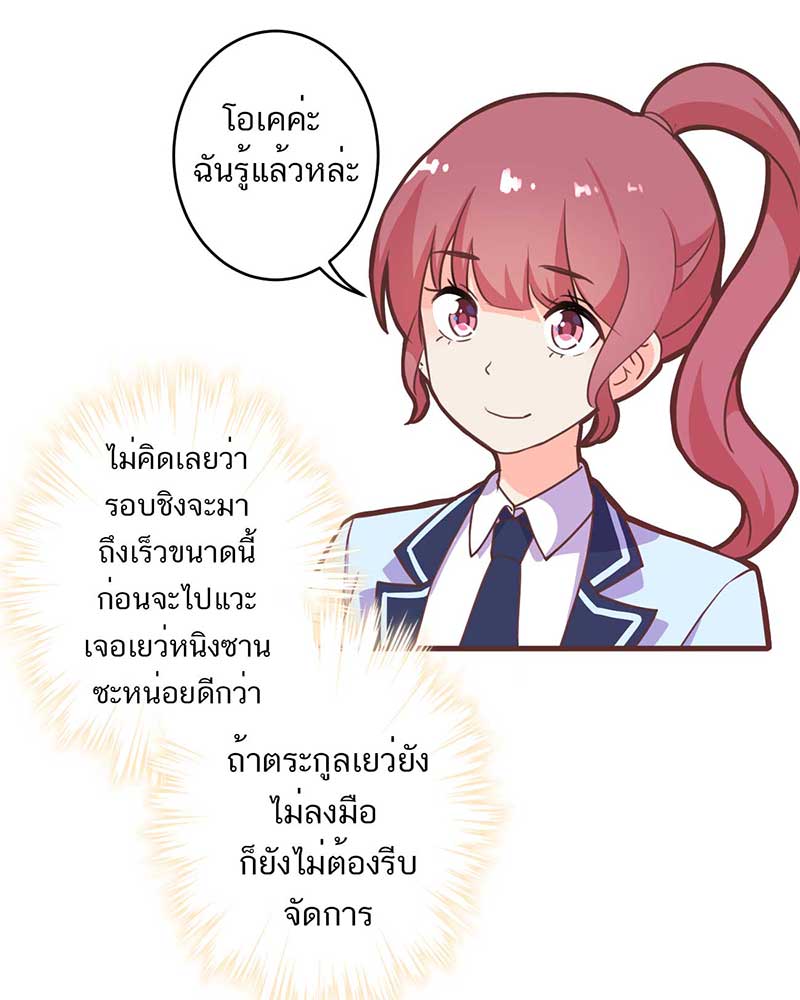 โอเคค่ะ
ฉันรู้แล้วหล่ะ
ไม่คิดเลยว่า
รอบชิงจะมา
ถึงเร็วขนาดนี้
ก่อนจะไปแวะ
เจอเยว่หนิงซาน
ซะหน่อยดีกว่า
ถ้าตระกูลเยว่ยัง
ไม่ลงมือ
ก็ยังไม่ต้องรีบ
จัดการ